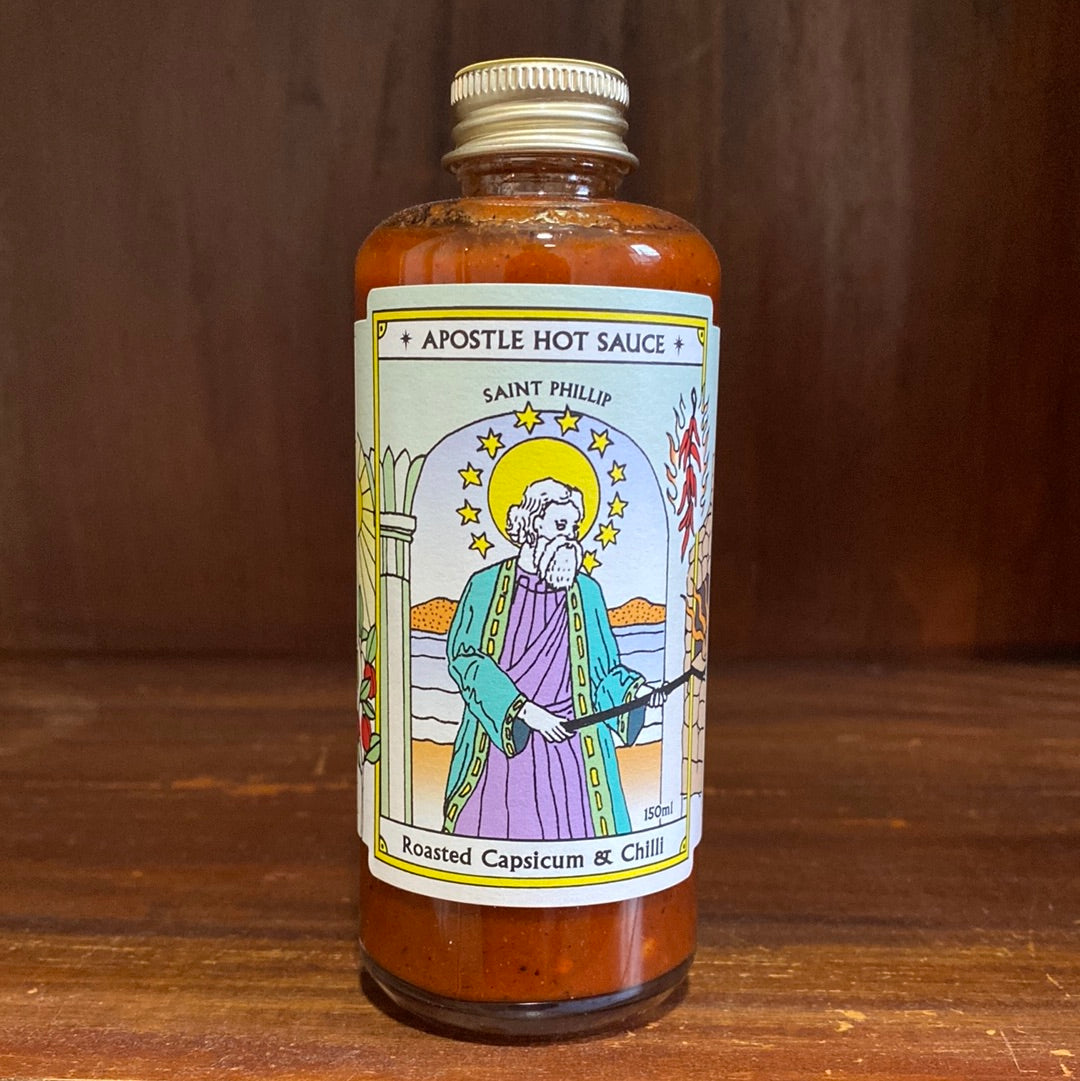 APOSTLE HOT SAUCE
SAINT PHILLIP
150ml
Roasted Capsicum & Chilli